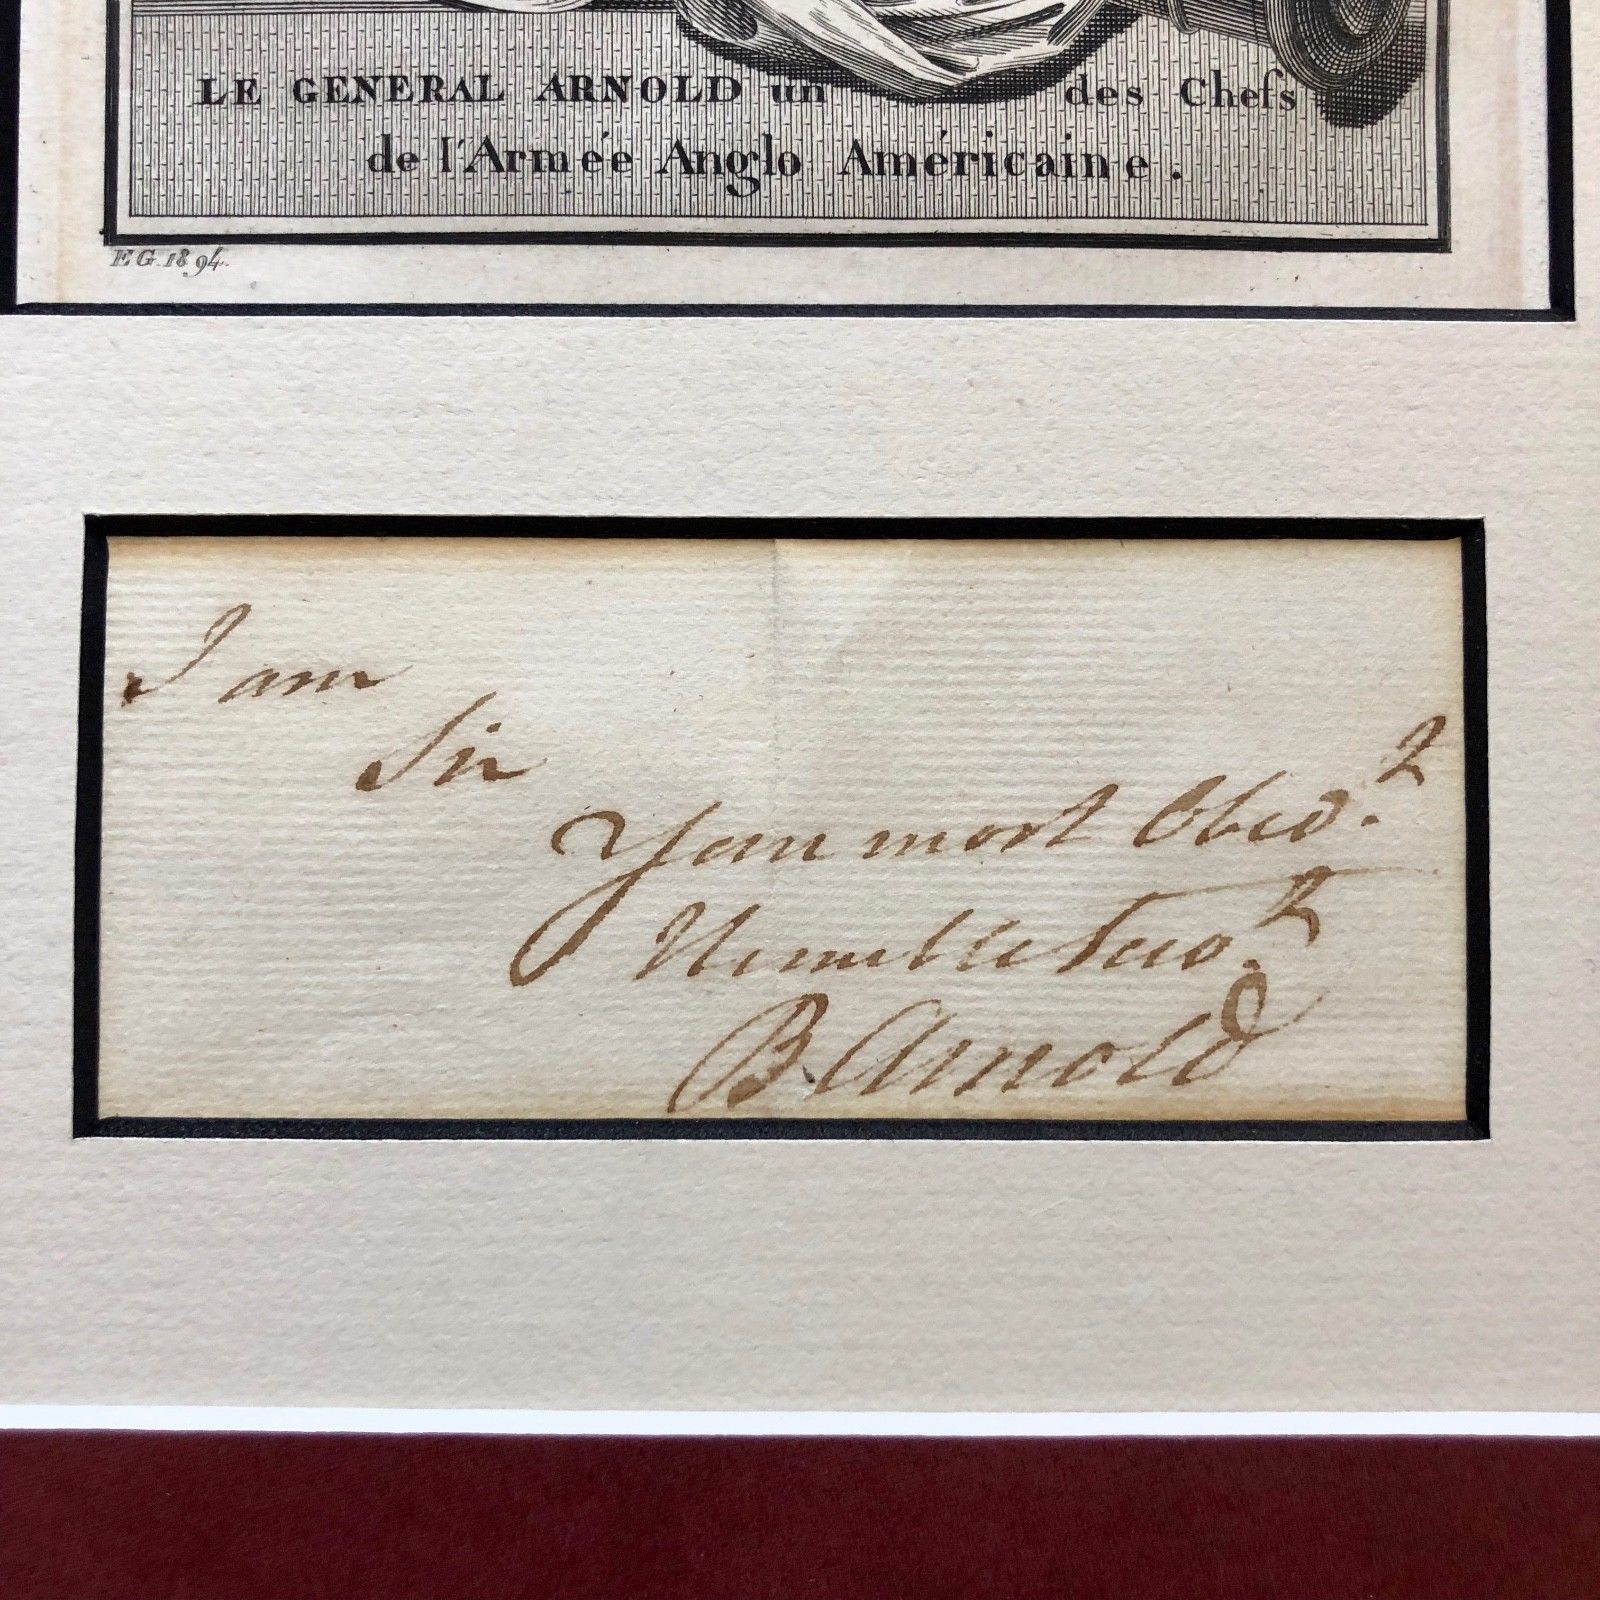 LE GENERAL ARNOLD un des Chefs
de l'Armée Anglo Américaine.
E G. 1894.
I am
Sir
Your most Obed.t
Humble Serv.t
B. Arnold